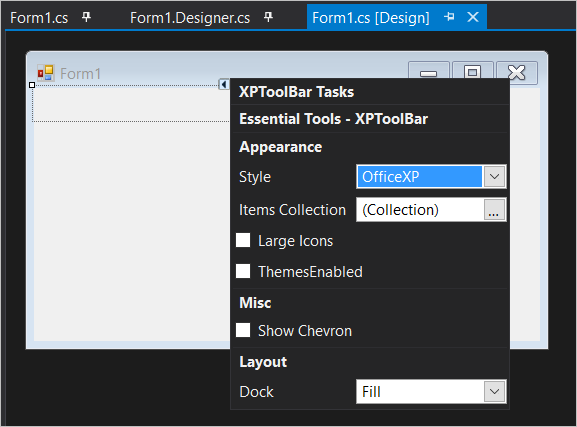 Form1.cs Form1.Designer.cs Form1.cs [Design]
Form1
XPToolBar Tasks
Essential Tools - XPToolBar
Appearance
Style OfficeXP
Items Collection (Collection) ...
Large Icons
ThemesEnabled
Misc
Show Chevron
Layout
Dock Fill